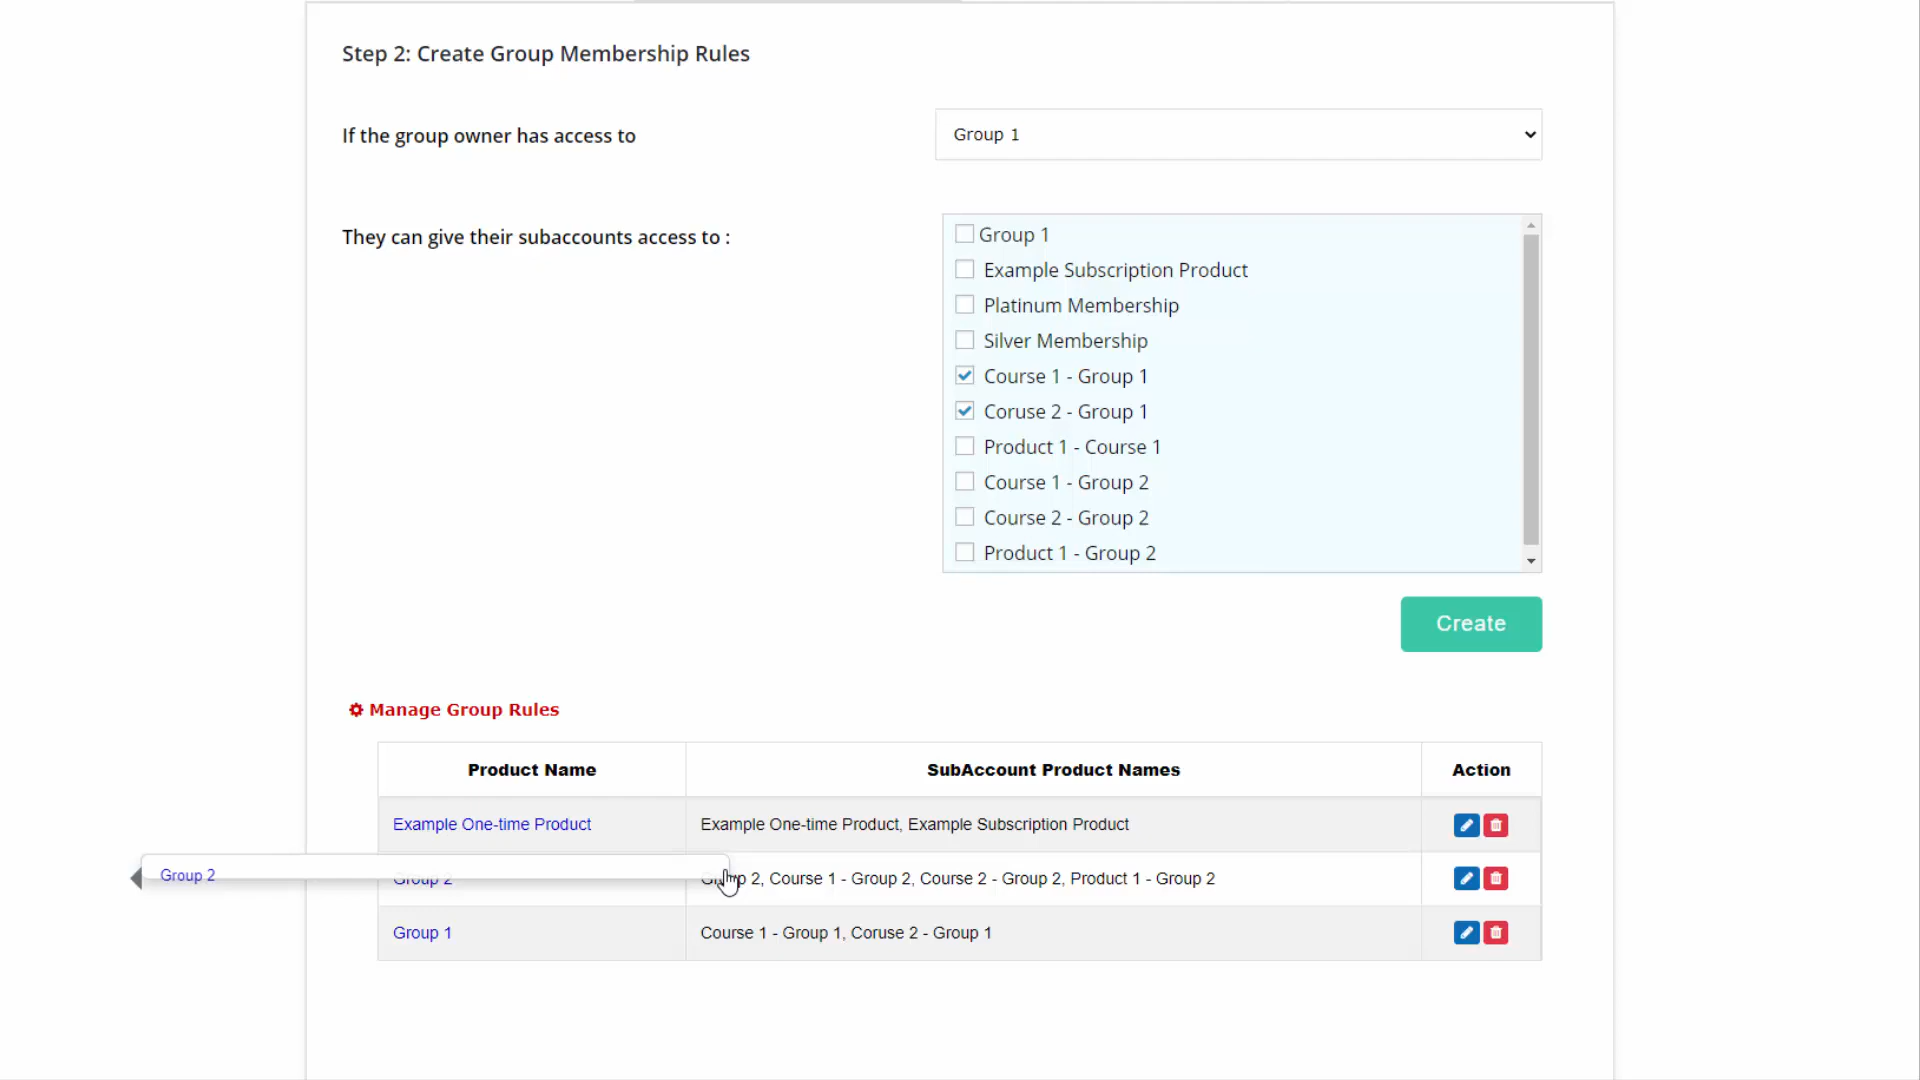 Step 2: Create Group Membership Rules
If the group owner has access to
Group 1
They can give their subaccounts access to :
Group 1
Example Subscription Product
Platinum Membership
Silver Membership
Course 1 - Group 1
Coruse 2 - Group 1
Product 1 - Course 1
Course 1 - Group 2
Course 2 - Group 2
Product 1 - Group 2
Create
Manage Group Rules
Product Name SubAccount Product Names Action
Example One-time Product Example One-time Product, Example Subscription Product
Group 2
Group 2 Group 2, Course 1 - Group 2, Course 2 - Group 2, Product 1 - Group 2
Group 1 Course 1 - Group 1, Coruse 2 - Group 1